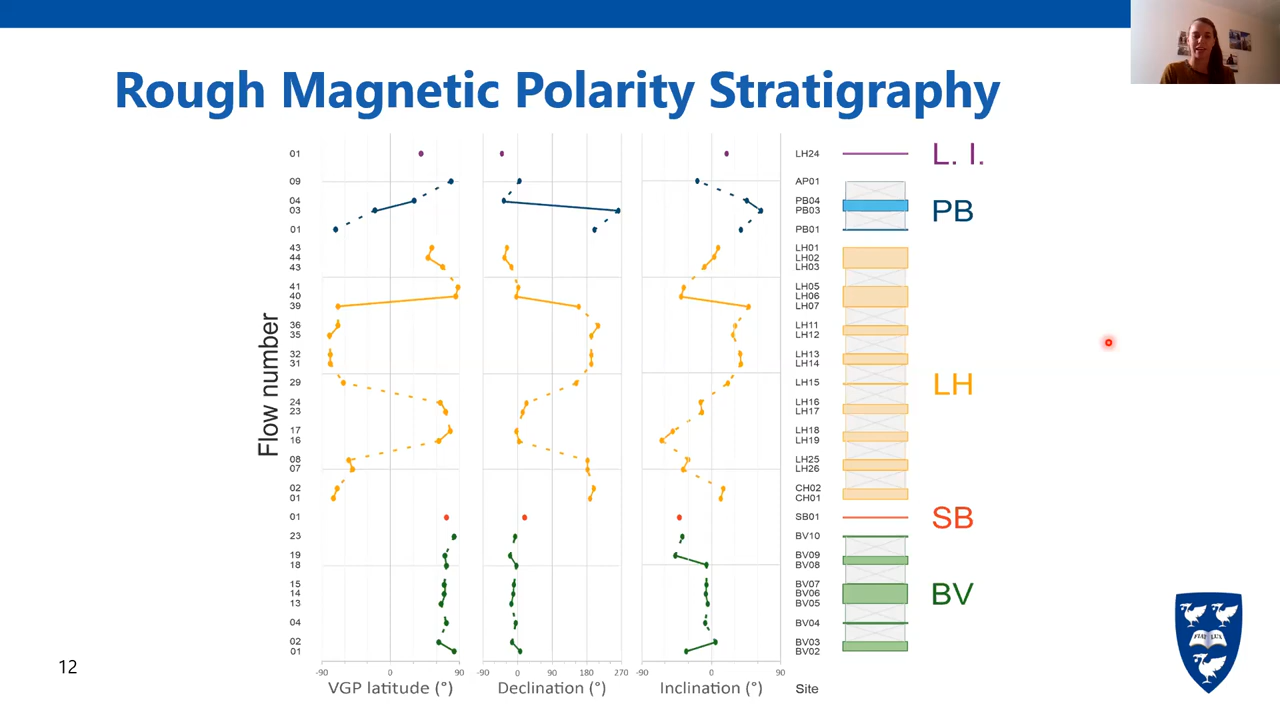 Rough Magnetic Polarity Stratigraphy
01 LH24 L. I.
09 AP01
04 PB04
03 PB03 PB
01 PB01
43 LH01
44 LH02
43 LH03
41 LH05
40 LH06
39 LH07
36 LH11
35 LH12
32 LH13
31 LH14
29 LH15 LH
24 LH16
23 LH17
17 LH18
16 LH19
08 LH25
07 LH26
02 CH02
01 CH01
01 SB01 SB
23 BV10
19 BV09
18 BV08
15 BV07
14 BV06 BV
13 BV05
04 BV04
02 BV03
01 BV02
Flow number
-90 0 90 0 90 180 270 -90 0 90
VGP latitude (°) Declination (°) Inclination (°) Site
FIAT LUX
12